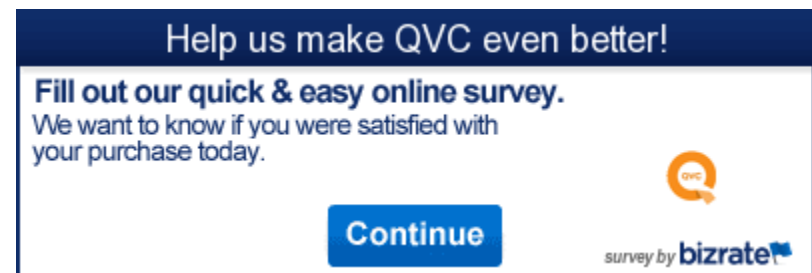 Help us make QVC even better!
Fill out our quick & easy online survey.
We want to know if you were satisfied with
your purchase today.
QVC
Continue
survey by bizrate